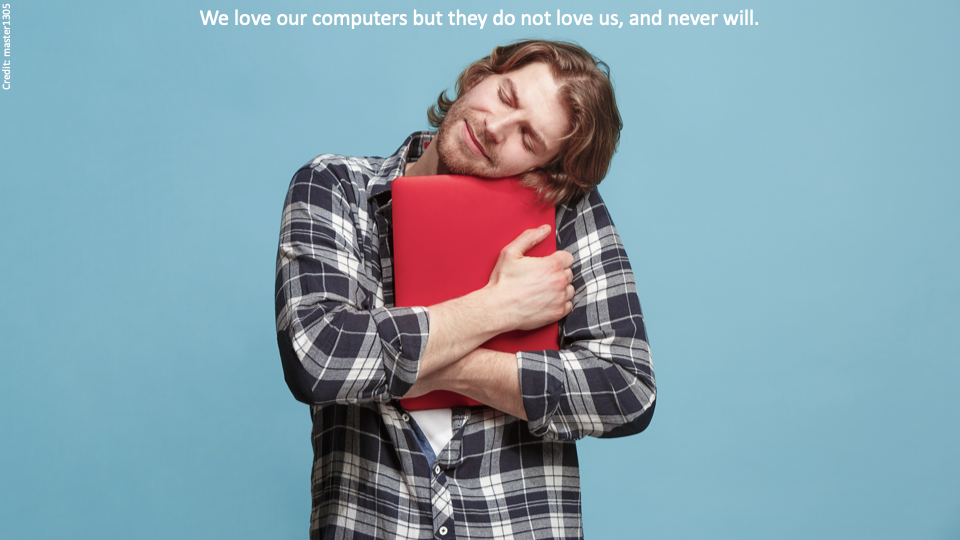 We love our computers but they do not love us, and never will.
Credit: master1305